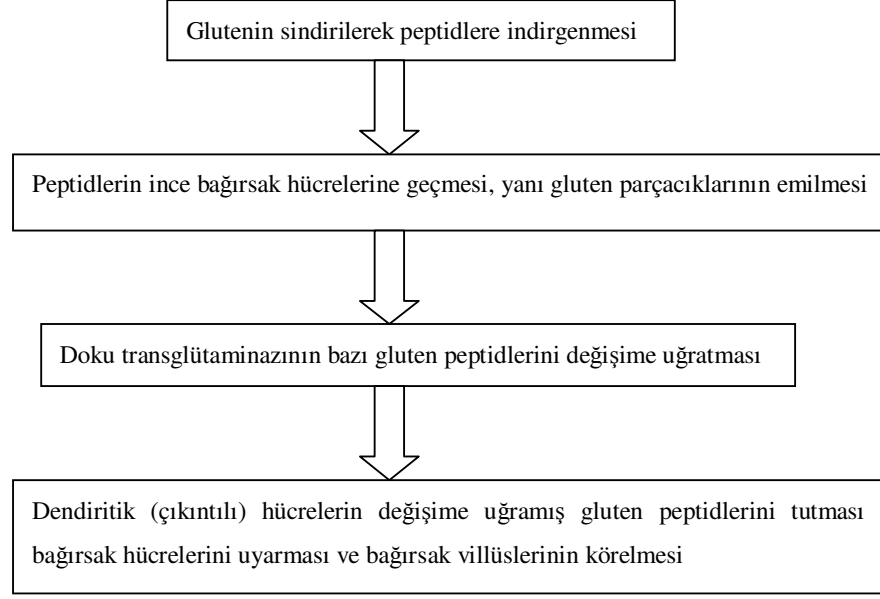 Glutenin sindirilerek peptidlere indirgenmesi
Peptidlerin ince bağırsak hücrelerine geçmesi, yanı gluten parçacıklarının emilmesi
Doku transglütaminazının bazı gluten peptidlerini değişime uğratması
Dendiritik (çıkıntılı) hücrelerin değişime uğramış gluten peptidlerini tutması
bağırsak hücrelerini uyarması ve bağırsak villüslerinin körelmesi